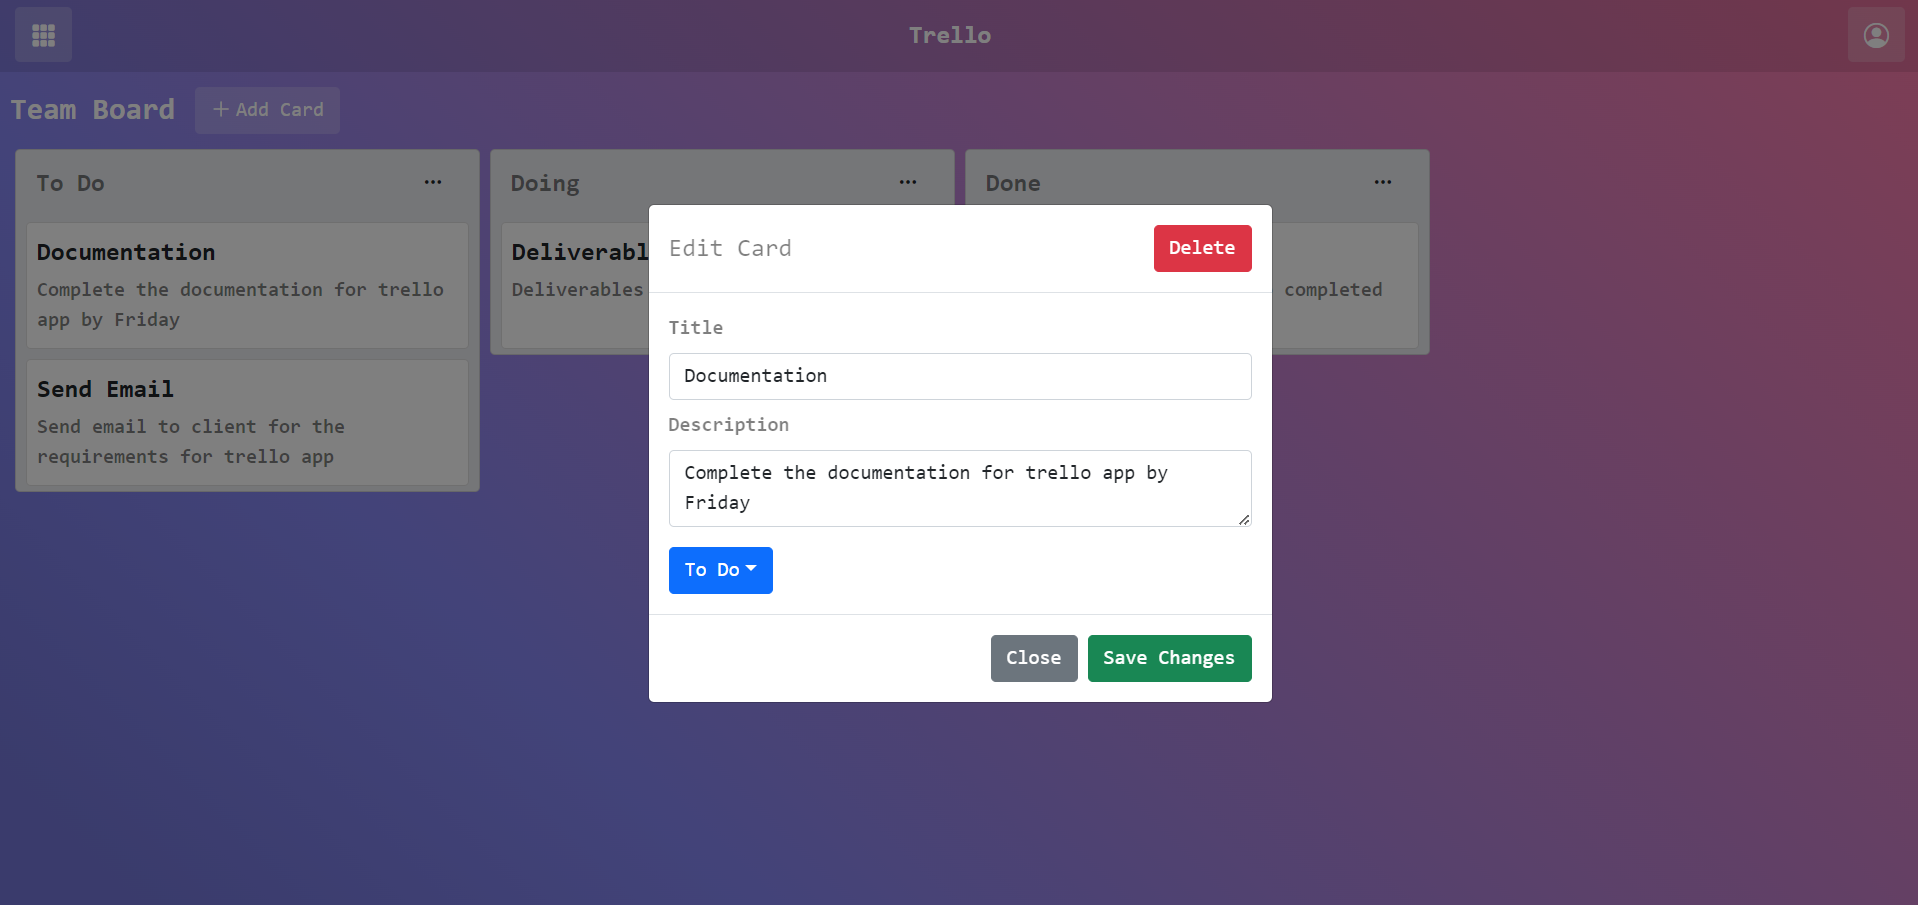 Trello
Team Board
+ Add Card
To Do
...
Documentation
Complete the documentation for trello
app by Friday
Send Email
Send email to client for the
requirements for trello app
Doing
...
Deliverabl
Deliverables
Done
...
completed
Edit Card
Delete
Title
Documentation
Description
Complete the documentation for trello app by
Friday
To Do
Close
Save Changes